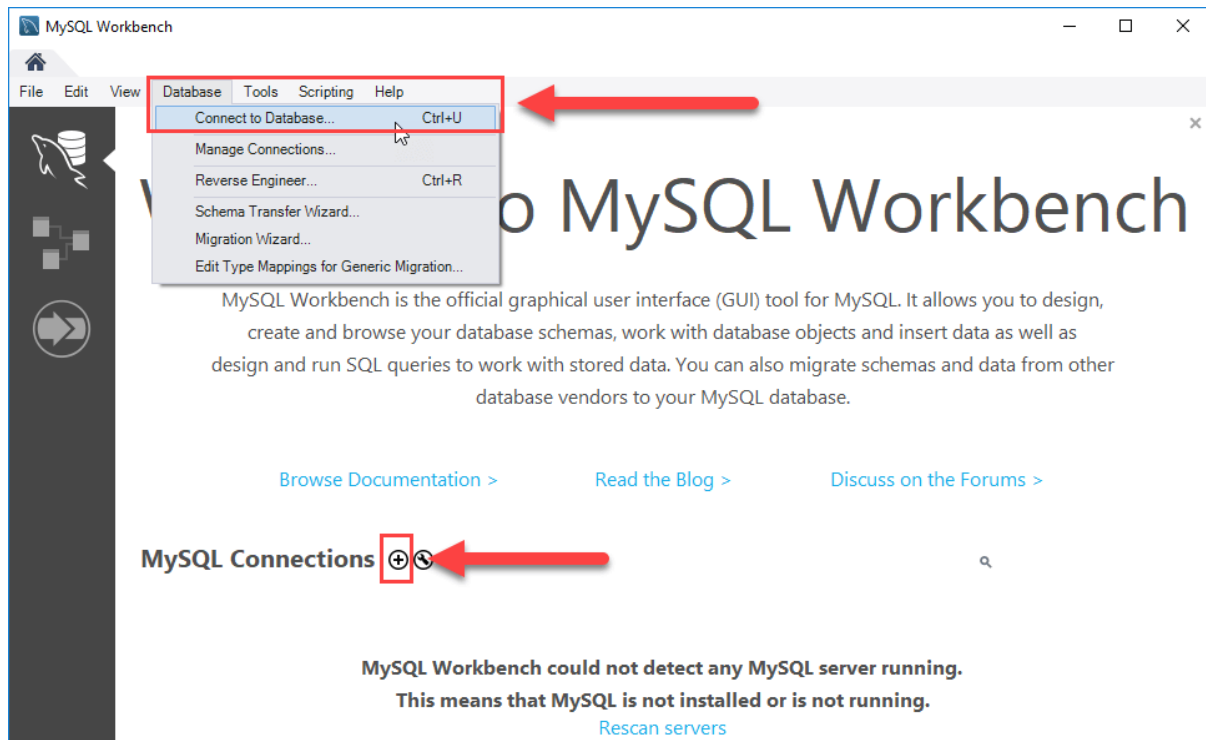 MySQL Workbench
File Edit View Database Tools Scripting Help
Connect to Database... Ctrl+U
Manage Connections...
Reverse Engineer... Ctrl+R
Schema Transfer Wizard...
Migration Wizard...
Edit Type Mappings for Generic Migration...
o MySQL Workbench
MySQL Workbench is the official graphical user interface (GUI) tool for MySQL. It allows you to design,
create and browse your database schemas, work with database objects and insert data as well as
design and run SQL queries to work with stored data. You can also migrate schemas and data from other
database vendors to your MySQL database.
Browse Documentation > Read the Blog > Discuss on the Forums >
MySQL Connections
MySQL Workbench could not detect any MySQL server running.
This means that MySQL is not installed or is not running.
Rescan servers